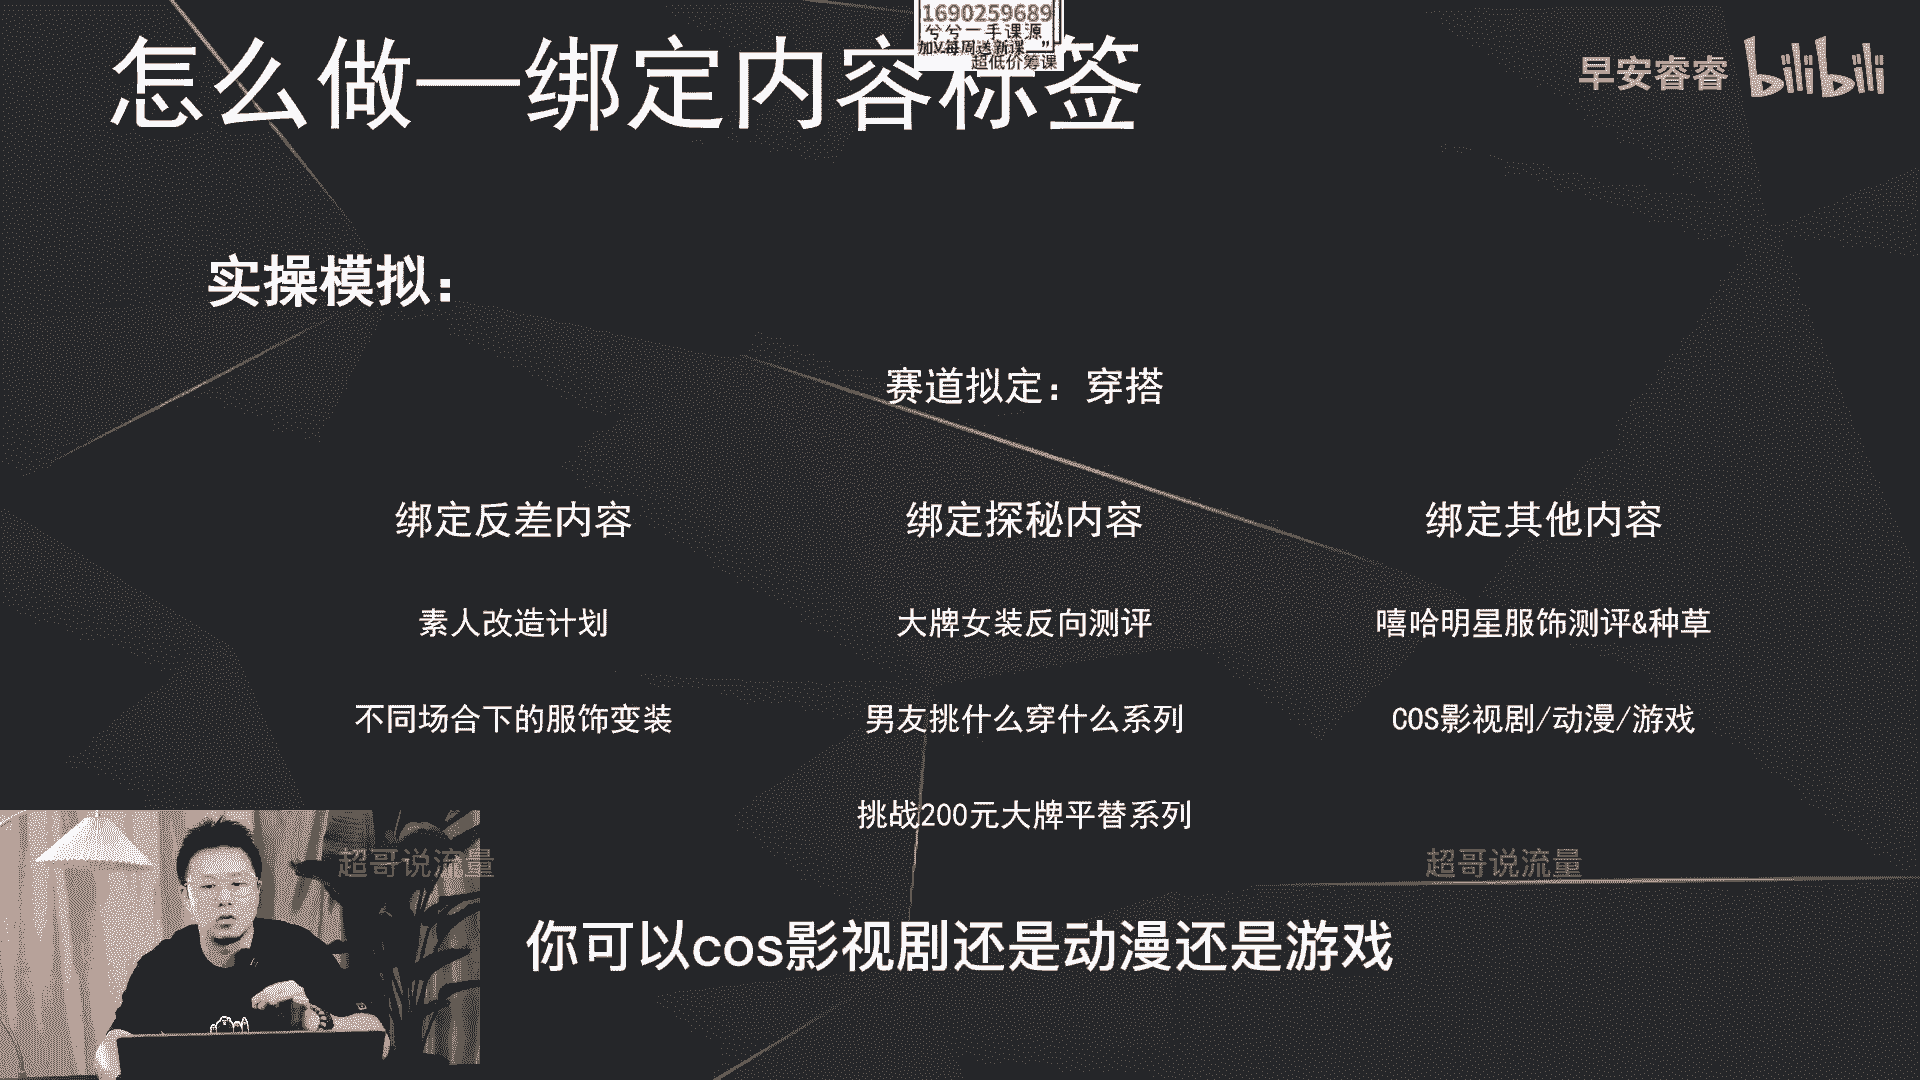 1690259689
兮兮一手课源
加V每周送新课__”
超低价筹课
怎么做—绑定内容标签
早安睿睿 bilibili
实操模拟：
赛道拟定：穿搭
绑定反差内容
绑定探秘内容
绑定其他内容
素人改造计划
大牌女装反向测评
嘻哈明星服饰测评&种草
不同场合下的服饰变装
男友挑什么穿什么系列
COS影视剧/动漫/游戏
挑战200元大牌平替系列
超哥说流量
超哥说流量
你可以cos影视剧还是动漫还是游戏